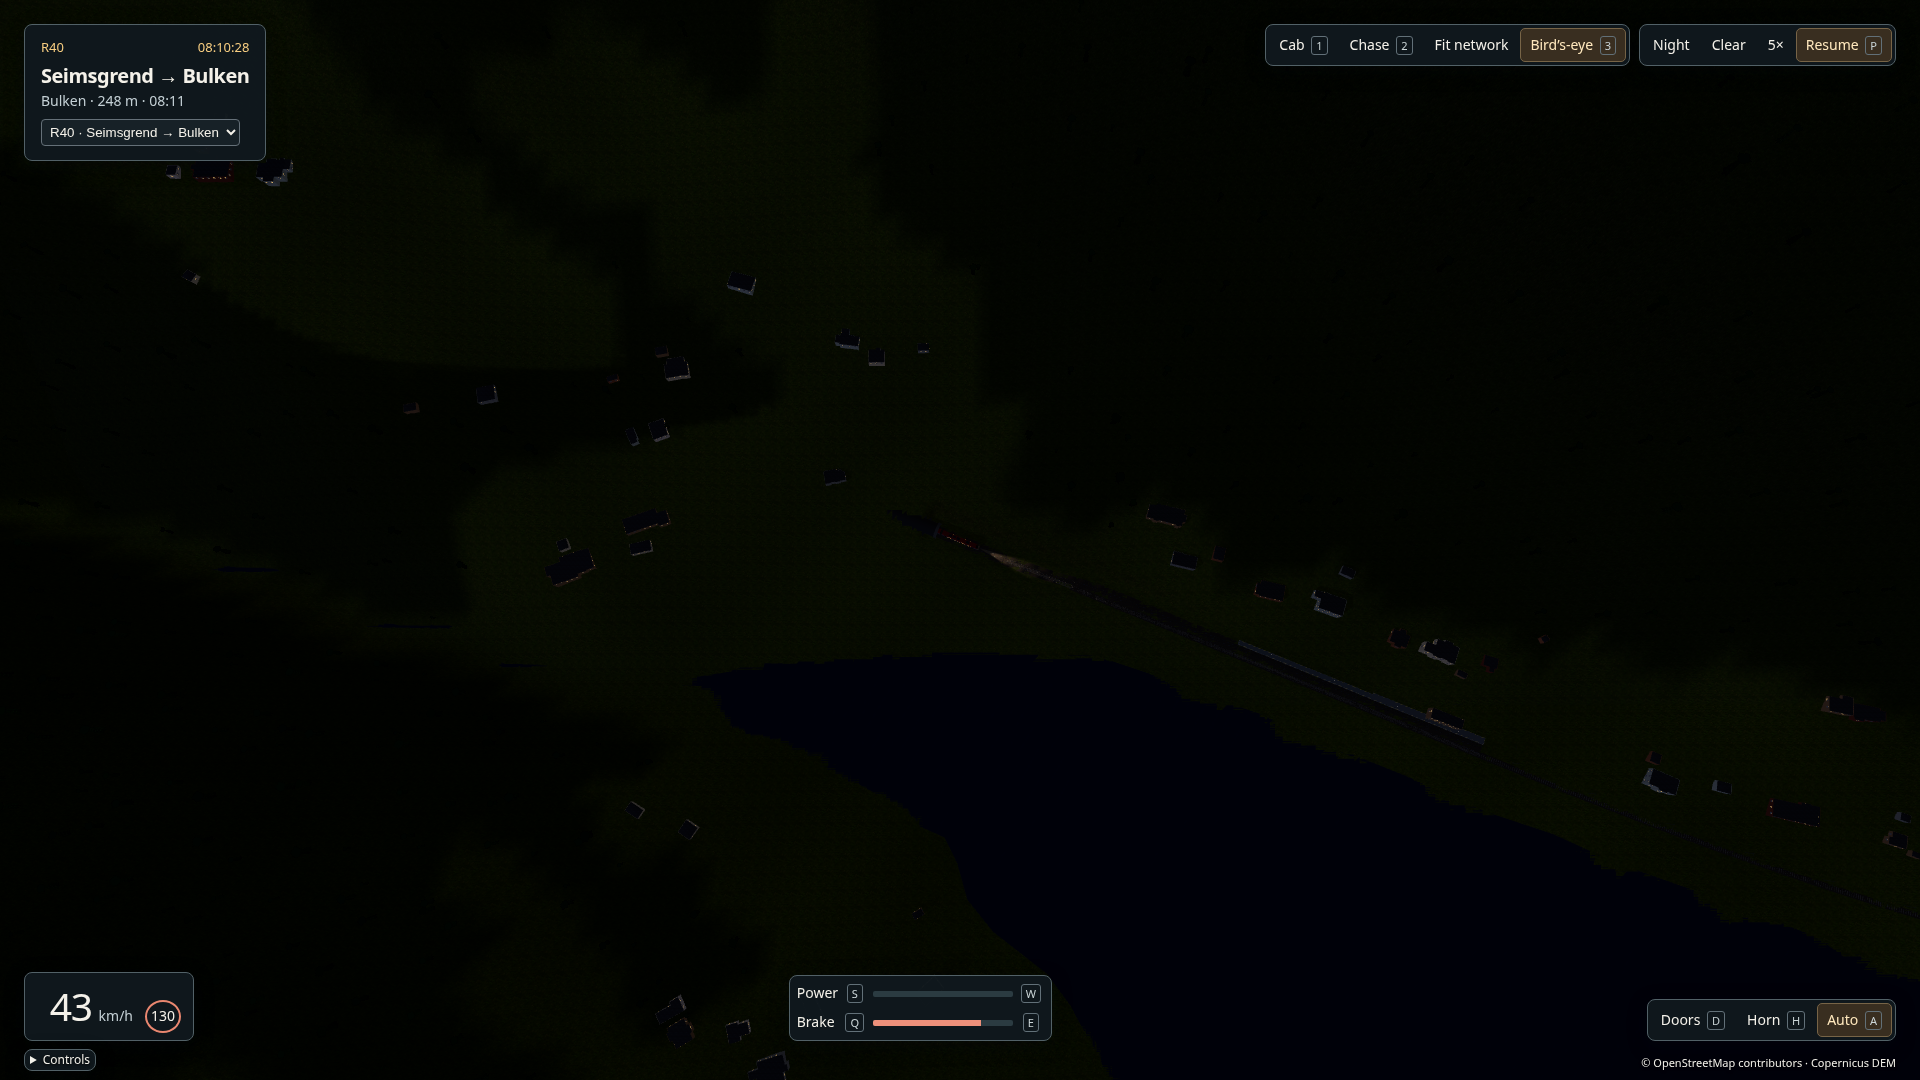 R40 08:10:28
Seimsgrend → Bulken
Bulken · 248 m · 08:11
R40 · Seimsgrend → Bulken
Cab 1 Chase 2 Fit network Bird's-eye 3
Night Clear 5× Resume P
43 km/h 130
Controls
Power S W
Brake Q E
Doors D Horn H Auto A
© OpenStreetMap contributors · Copernicus DEM